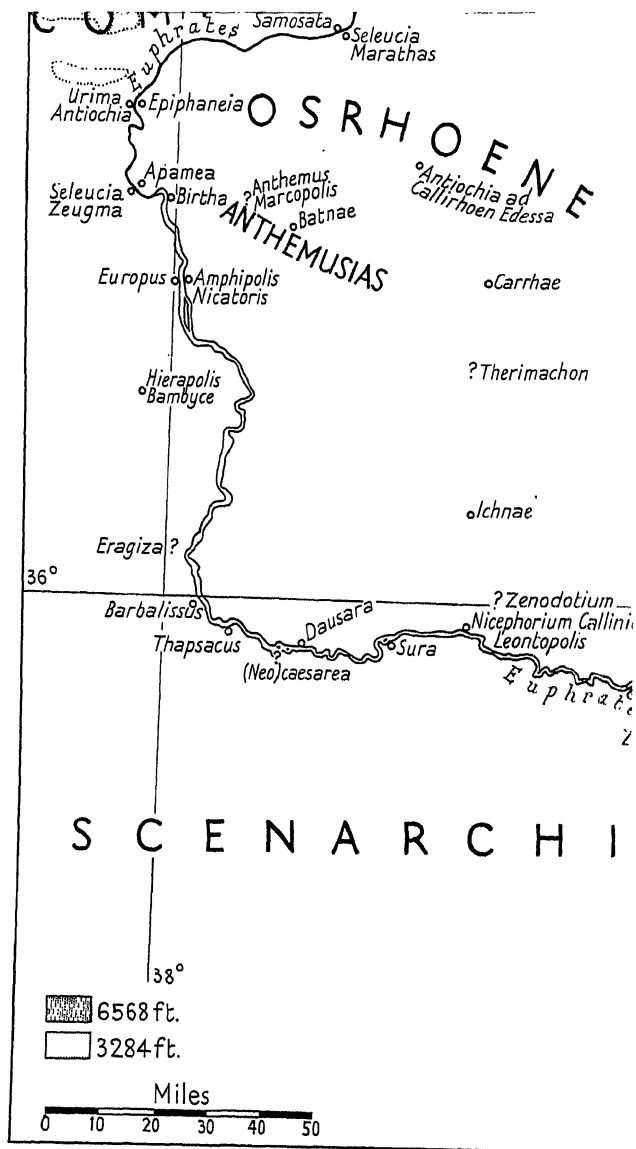 Samosata
Seleucia
Marathas
Euphrates
Urima
Antiochia
Epiphaneia
OSRHOENE
Apamea
Seleucia
Zeugma
Birtha
? Anthemus
Marcopolis
Batnae
ANTHEMUSIAS
Antiochia ad
Callirhoen Edessa
Europus
Amphipolis
Nicatoris
Carrhae
Hierapolis
Bambyce
? Therimachon
Ichnae
Eragiza ?
36°
Barbalissus
? Zenodotium
Thapsacus
Dausara
Nicephorium Callini
Leontopolis
?
(Neo)caesarea
Sura
Euphrat
SCENARCHI
38°
6568 ft.
3284 ft.
Miles
0 10 20 30 40 50